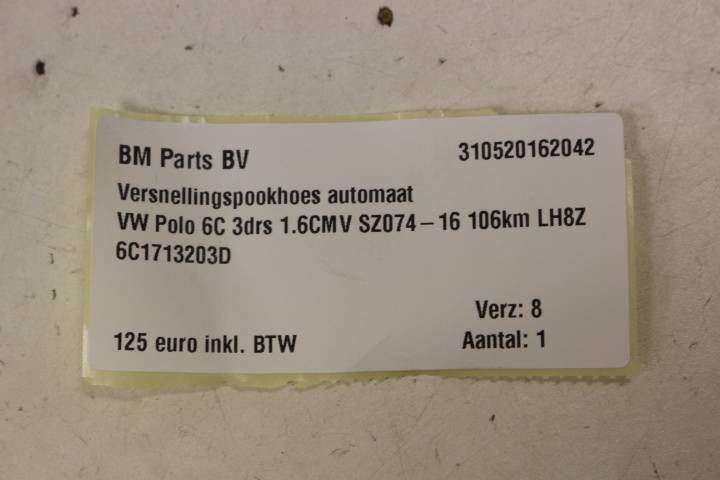 BM Parts BV 310520162042
Versnellingspookhoes automaat
VW Polo 6C 3drs 1.6CMV SZ074-16 106km LH8Z
6C1713203D
Verz: 8
125 euro inkl. BTW Aantal: 1